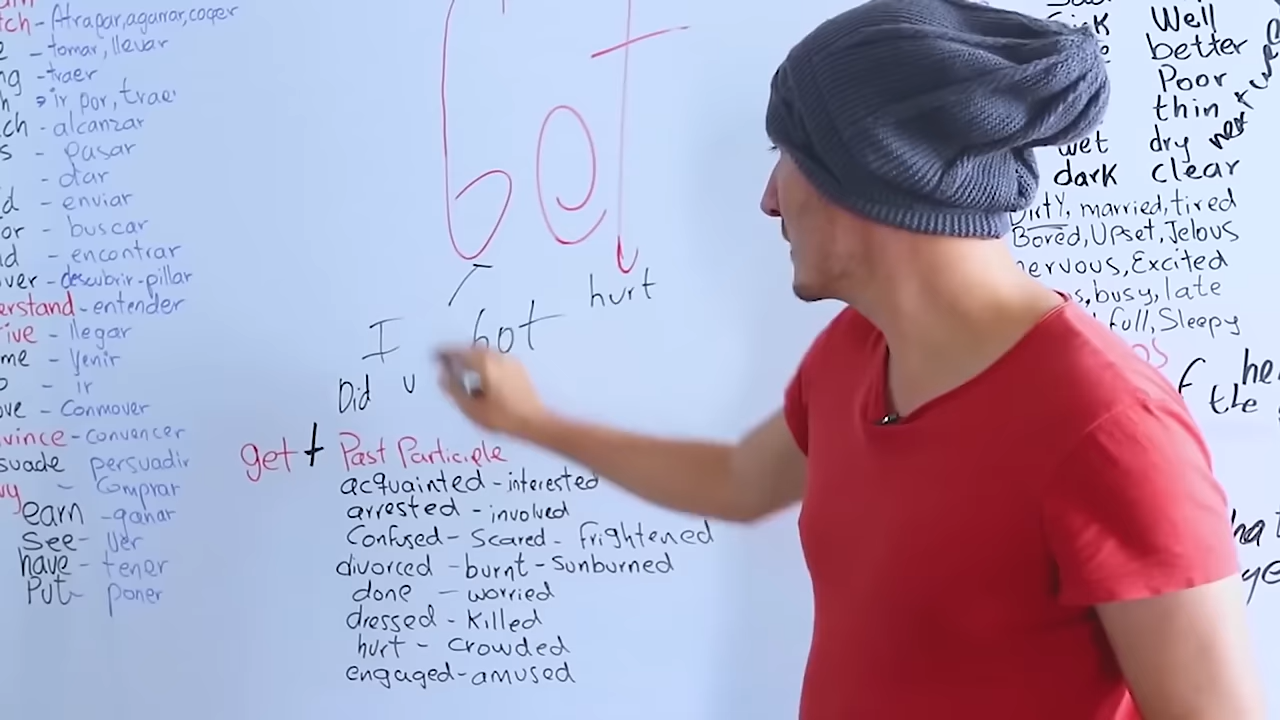 tch - Atrapar, agarrar, coger
- tomar, llevar
- traer
ir, por, trae
ch - alcanzar
- pasar
- dar
- enviar
- buscar
- encontrar
ver - descubrir - pillar
erstand - entender
ive - llegar
me - Venir
- ir
ve - Conmover
vince - Convencer
suade persuadir
- Comprar
earn - ganar
See - Ver
have - tener
Put - poner
Get
hurt
I Got
Did u
get + Past Participle
acquainted - interested
arrested - involved
Confused - Scared - frightened
divorced - burnt - Sunburned
done - worried
dressed - Killed
hurt - crowded
engaged - amused
Well
better
Poor
thin
wet dry
dark clear
Dirty, married, tired
Bored, Upset, Jelous
nervous, Excited
busy, late
full, Sleepy
he
the